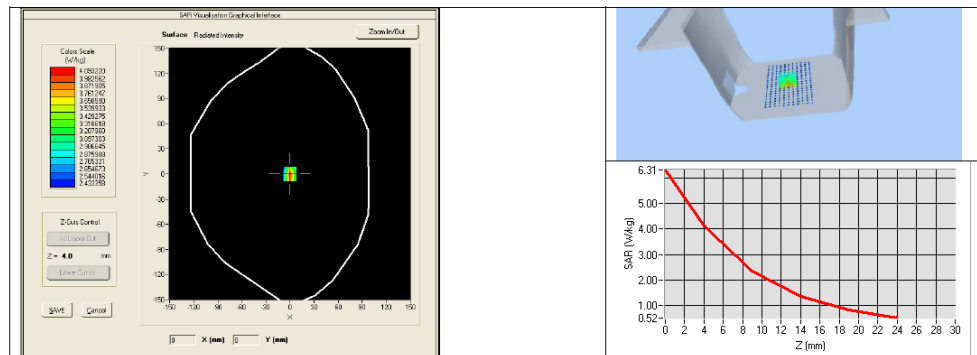 SAR Visualisation Graphical Interface
Surface Radiated Intensity
Zoom In/Out
Colors Scale
(W/kg)
4.093220
3.982562
3.871905
3.761247
3.650590
3.539933
3.429275
3.318618
3.207960
3.097303
2.986645
2.875988
2.765331
2.654673
2.544016
2.433358
150
120
90
60
30
0
-30
-60
-90
-120
-150
Y
-150 -120 -90 -60 -30 0 30 60 90 120 150
X
Z-Cuts Control
<< Upper Cut
Z = 4.0 mm
Lower Cut >>
SAVE Cancel
0 X (mm) 0 Y (mm)
6.31
5.00
4.00
3.00
2.00
1.00
0.52
SAR (W/kg)
0 2 4 6 8 10 12 14 16 18 20 22 24 26 28 30
Z (mm)